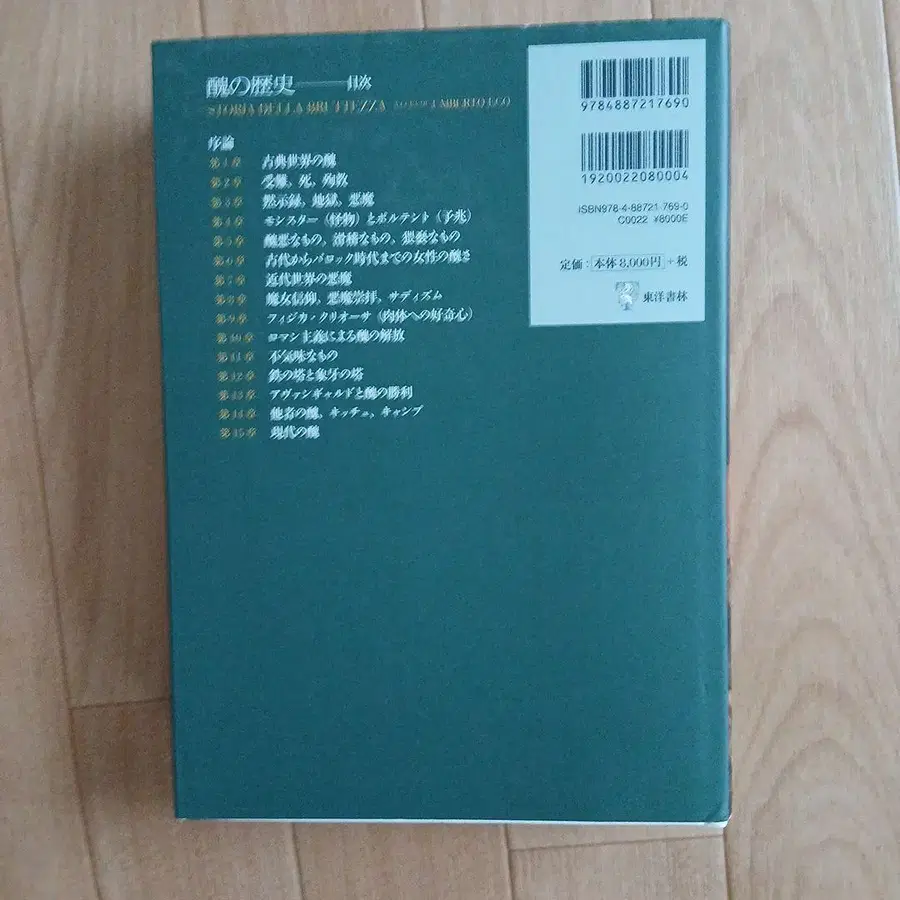 醜の歴史──目次
STORIA DELLA BRUTTEZZA A CURA DI UMBERTO ECO
序論
第1章 古典世界の醜
第2章 受難、死、殉教
第3章 黙示録、地獄、悪魔
第4章 モンスター（怪物）とポルテント（予兆）
第5章 醜悪なもの、滑稽なもの、猥褻なもの
第6章 古代からバロック時代までの女性の醜さ
第7章 近代世界の悪魔
第8章 魔女信仰、悪魔崇拝、サディズム
第9章 フィジカ・クリオーサ（肉体への好奇心）
第10章 ロマン主義による醜の解放
第11章 不気味なもの
第12章 鉄の塔と象牙の塔
第13章 アヴァンギャルドと醜の勝利
第14章 他者の醜、キッチュ、キャンプ
第15章 現代の醜
9784887217690
1920022080004
ISBN978-4-88721-769-0
C0022 ¥8000E
定価：本体8,000円＋税
東洋書林